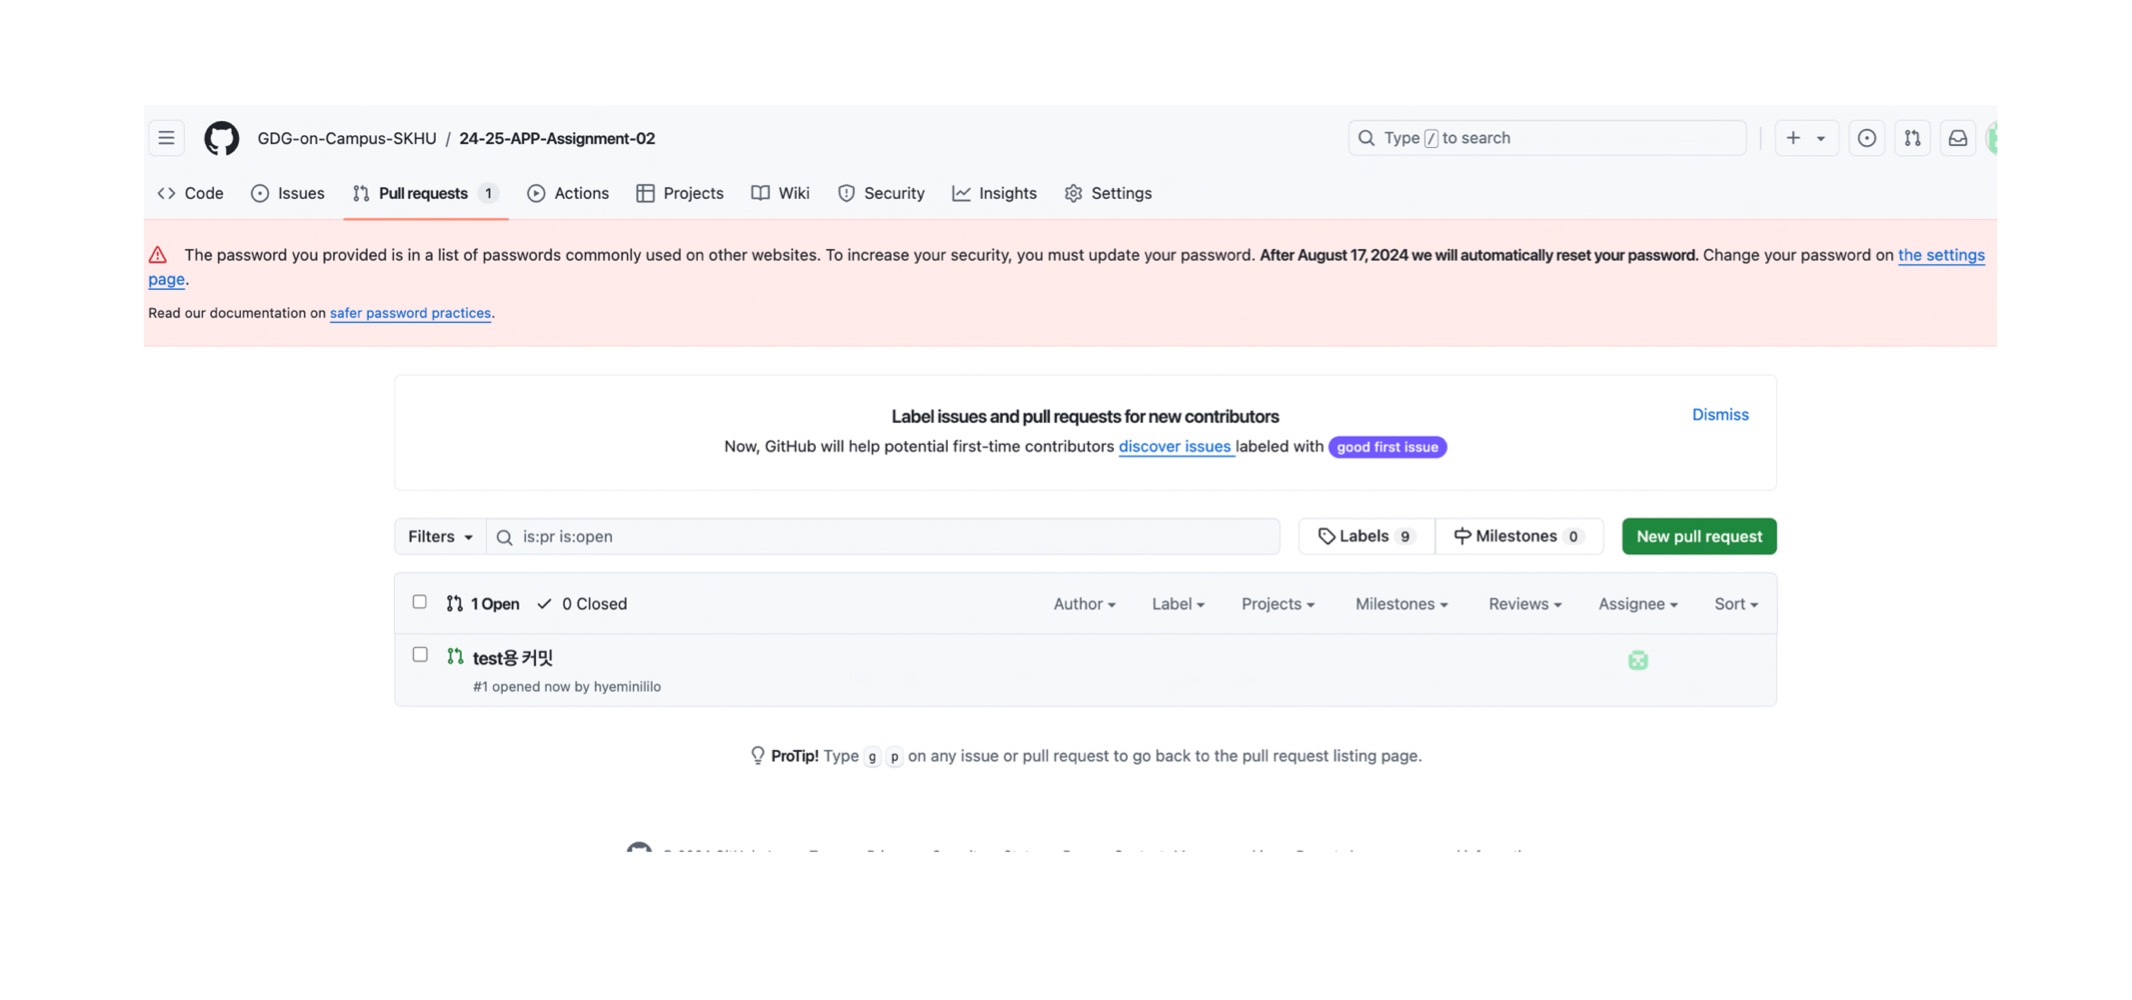 GDG-on-Campus-SKHU / 24-25-APP-Assignment-02
Type / to search
Code Issues Pull requests 1 Actions Projects Wiki Security Insights Settings
The password you provided is in a list of passwords commonly used on other websites. To increase your security, you must update your password. After August 17, 2024 we will automatically reset your password. Change your password on the settings
page.
Read our documentation on safer password practices.
Label issues and pull requests for new contributors
Dismiss
Now, GitHub will help potential first-time contributors discover issues labeled with good first issue
Filters is:pr is:open Labels 9 Milestones 0 New pull request
1 Open 0 Closed Author Label Projects Milestones Reviews Assignee Sort
test용 커밋
#1 opened now by hyeminililo
ProTip! Type g p on any issue or pull request to go back to the pull request listing page.